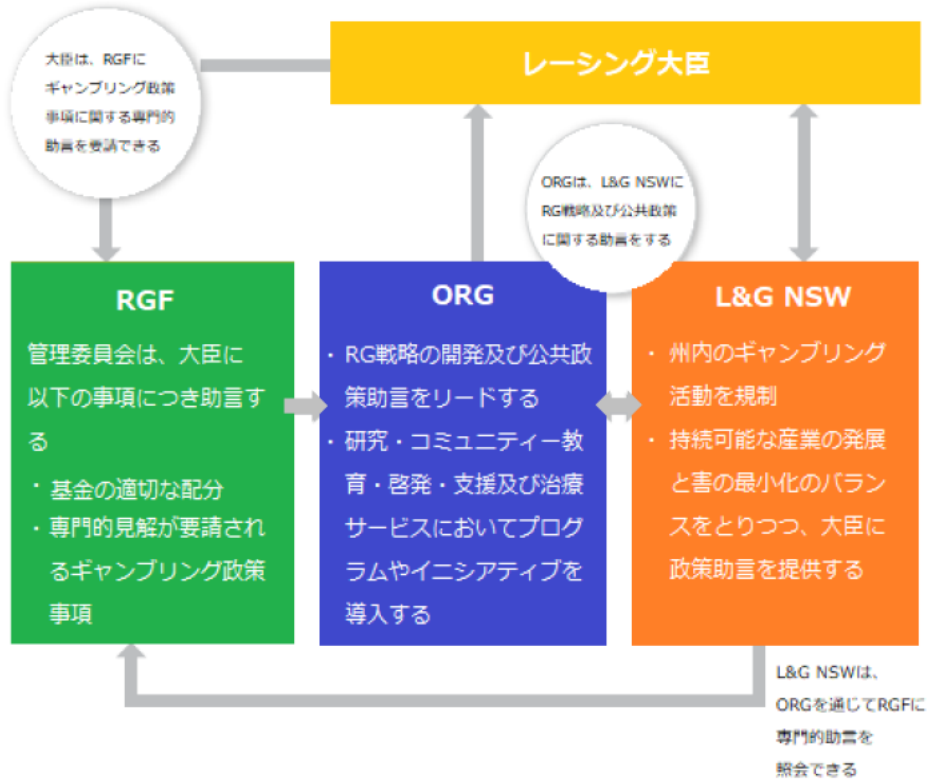 大臣は、RGFに
ギャンブリング政策
事項に関する専門的
助言を要請できる
レーシング大臣
ORGは、L&G NSWに
RG戦略及び公共政策
に関する助言をする
RGF
管理委員会は、大臣に
以下の事項につき助言す
る
・基金の適切な配分
・専門的見解が要請され
るギャンブリング政策
事項
ORG
・RG戦略の開発及び公共政
策助言をリードする
・研究・コミュニティー教
育・啓発・支援及び治療
サービスにおいてプログ
ラムやイニシアティブを
導入する
L&G NSW
・州内のギャンブリング
活動を規制
・持続可能な産業の発展
と書の最小化のバラン
スをとりつつ、大臣に
政策助言を提供する
L&G NSWは、
ORGを通じてRGFに
専門的助言を
照会できる